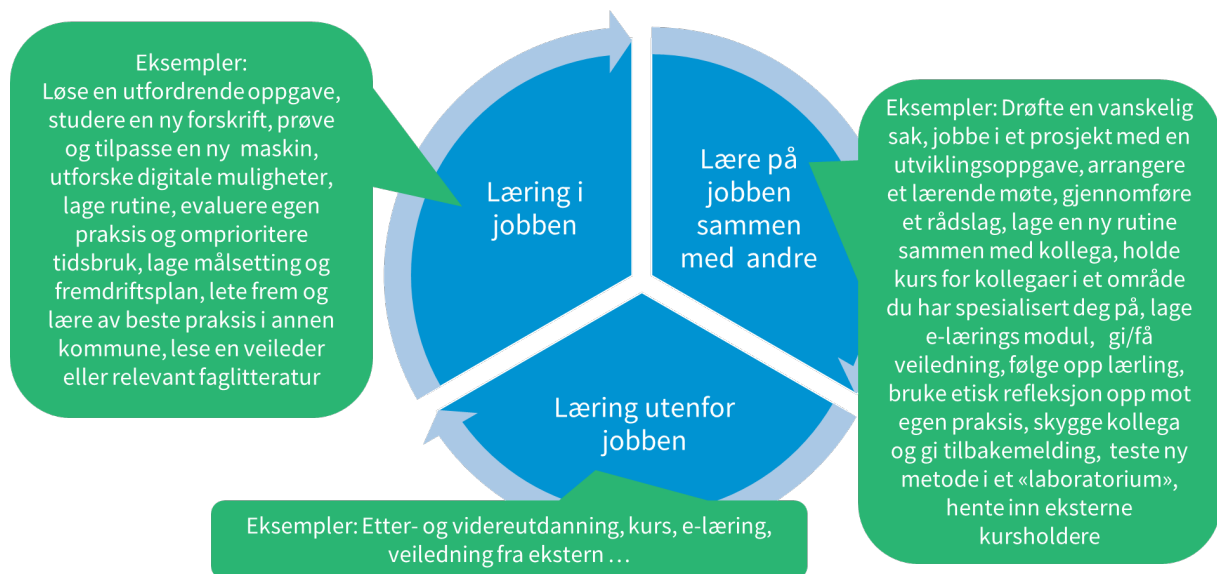 Eksempler:
Løse en utfordrende oppgave,
studere en ny forskrift, prøve
og tilpasse en ny maskin,
utforske digitale muligheter,
lage rutine, evaluere egen
praksis og omprioritere
tidsbruk, lage målsetting og
fremdriftsplan, lete frem og
lære av beste praksis i annen
kommune, lese en veileder
eller relevant faglitteratur
Læring i
jobben
Lære på
jobben
sammen
med andre
Eksempler: Drøfte en vanskelig
sak, jobbe i et prosjekt med en
utviklingsoppgave, arrangere
et lærende møte, gjennomføre
et rådslag, lage en ny rutine
sammen med kollega, holde
kurs for kollegaer i et område
du har spesialisert deg på, lage
e-lærings modul, gi/få
veiledning, følge opp lærling,
bruke etisk refleksjon opp mot
egen praksis, skygge kollega
og gi tilbakemelding, teste ny
metode i et «laboratorium»,
hente inn eksterne
kursholdere
Læring utenfor
jobben
Eksempler: Etter- og videreutdanning, kurs, e-læring,
veiledning fra ekstern …